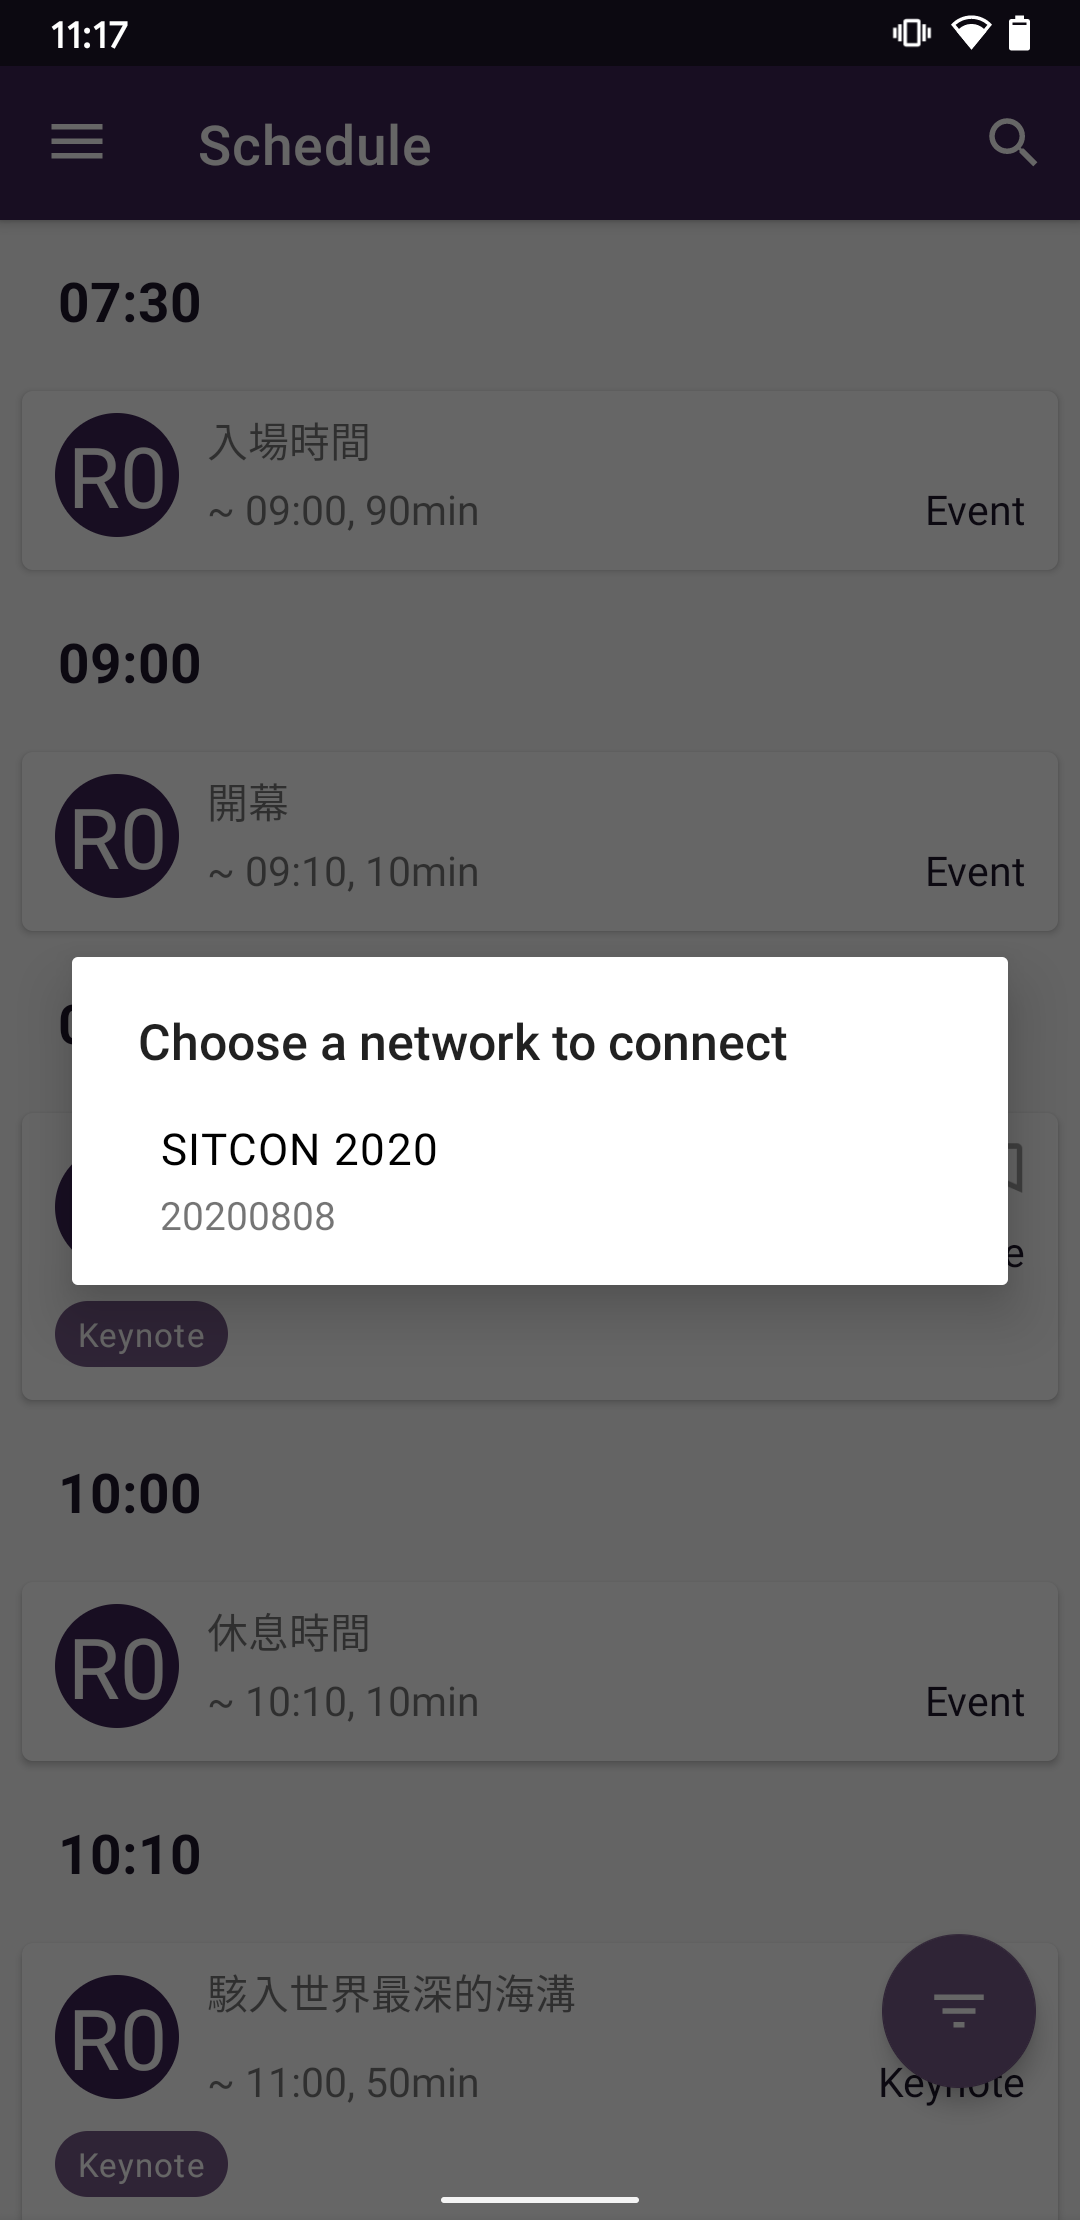 11:17
Schedule
07:30
R0
入場時間
~ 09:00, 90min
Event
09:00
R0
開幕
~ 09:10, 10min
Event
Choose a network to connect
SITCON 2020
20200808
Keynote
10:00
R0
休息時間
~ 10:10, 10min
Event
10:10
R0
駭入世界最深的海溝
~ 11:00, 50min
Keynote
Keynote